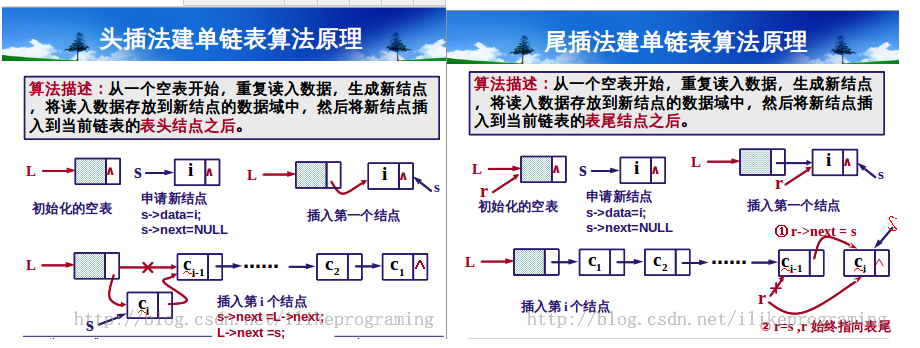 头插法建单链表算法原理
算法描述：从一个空表开始，重复读入数据，生成新结点
，将读入数据存放到新结点的数据域中，然后将新结点插
入到当前链表的表头结点之后。
L
∧
s
i
∧
L
i
∧
s
初始化的空表
申请新结点
s->data=i;
s->next=NULL
插入第一个结点
L
ci-1
……
c2
c1
∧
ci
s
插入第 i 个结点
s->next =L->next;
L->next =s;
http://blog.csdn.net/ilikeprograming
尾插法建单链表算法原理
算法描述：从一个空表开始，重复读入数据，生成新结点
，将读入数据存放到新结点的数据域中，然后将新结点插
入到当前链表的表尾结点之后。
L
∧
r
s
i
∧
L
i
∧
r
s
初始化的空表
申请新结点
s->data=i;
s->next=NULL
插入第一个结点
① r->next = s
L
c1
c2
……
ci-1
ci
∧
s
r
插入第 i 个结点
② r=s ,r 始终指向表尾
http://blog.csdn.net/ilikeprograming